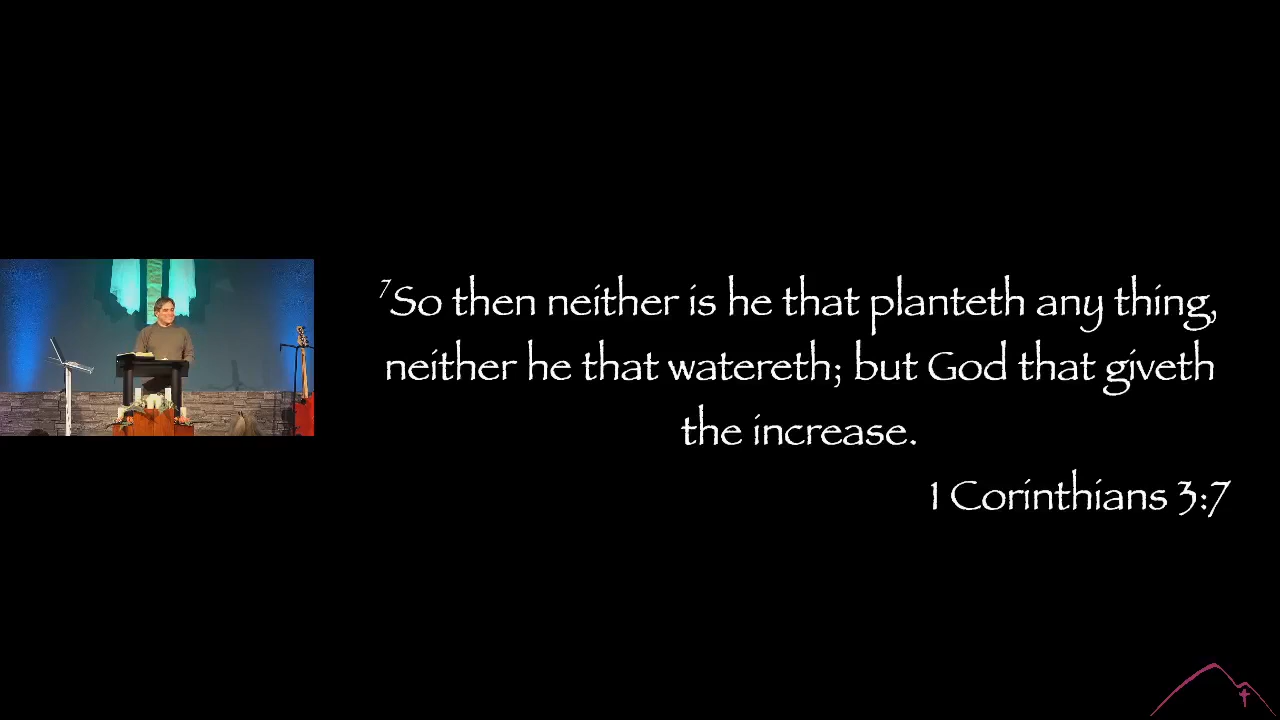 7So then neither is he that planteth any thing,
neither he that watereth; but God that giveth
the increase.
1 Corinthians 3:7